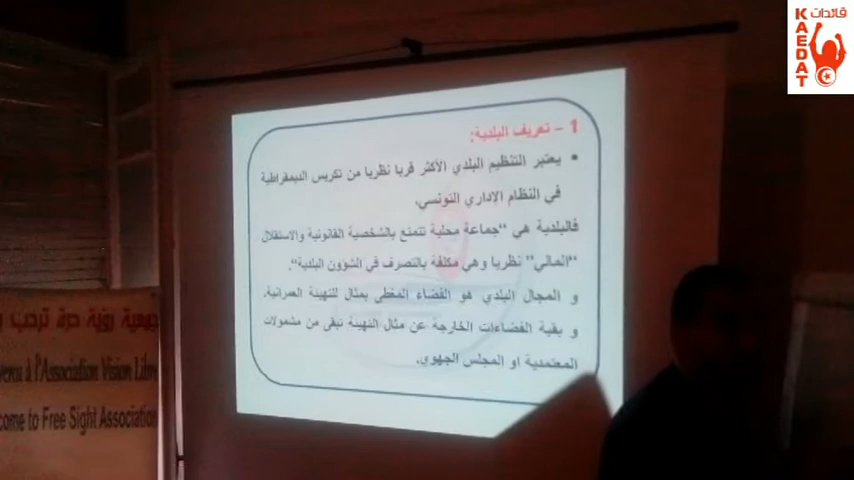 قائدات
KAEDAT
1 – تعريف البلدية:
• يعتبر التنظيم البلدي الأكثر قربا نظريا من تكريس الديمقراطية
في النظام الاداري التونسي.
فالبلدية هي "جماعة محلية تتمتع بالشخصية القانونية والاستقلال
"المالي" نظريا وهي مكلفة بالتصرف في الشؤون البلدية".
و المجال البلدي هو الفضاء المغطى بمثال للتهيئة العمرانية.
و بقية الفضاءات الخارجة عن مثال التهيئة تبقى من مشمولات
المعتمدية او المجلس الجهوي.
جمعية رؤية حرة ترحب
à l'Association Vision Libre
come to Free Sight Association